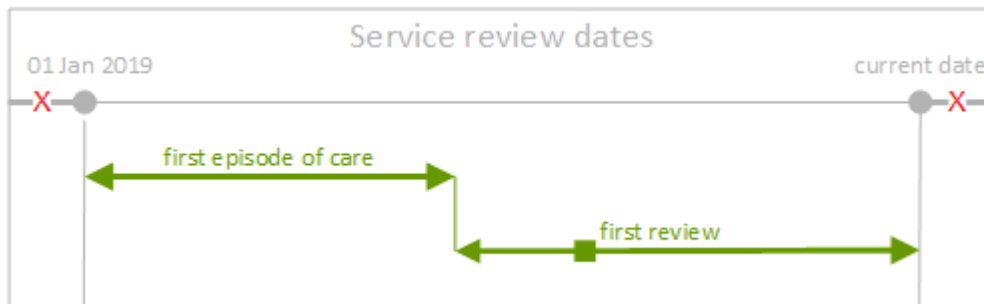 Service review dates
01 Jan 2019
current date
X
X
first episode of care
first review